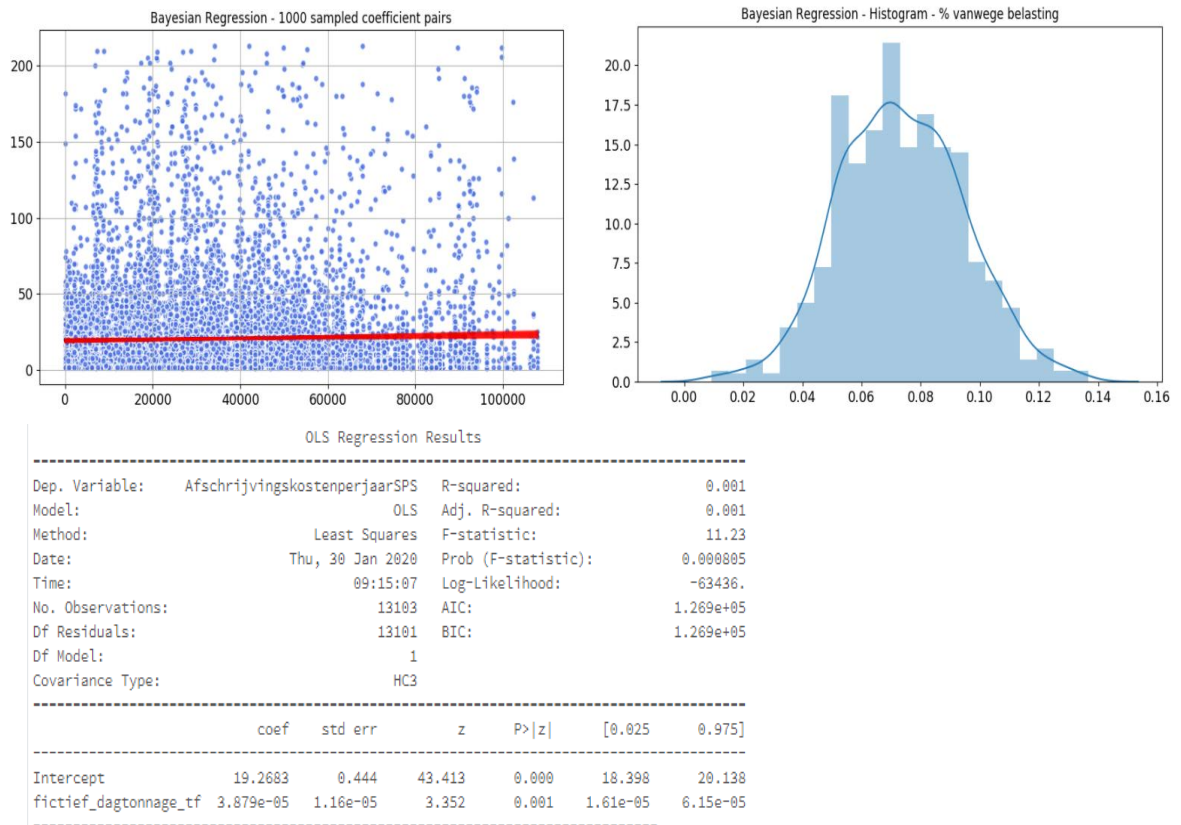 Bayesian Regression - 1000 sampled coefficient pairs
200
150
100
50
0
0 20000 40000 60000 80000 100000
Bayesian Regression - Histogram - % vanwege belasting
20.0
17.5
15.0
12.5
10.0
7.5
5.0
2.5
0.0
0.00 0.02 0.04 0.06 0.08 0.10 0.12 0.14 0.16
OLS Regression Results
Dep. Variable: AfschrijvingskostenperjaarSPS R-squared: 0.001
Model: OLS Adj. R-squared: 0.001
Method: Least Squares F-statistic: 11.23
Date: Thu, 30 Jan 2020 Prob (F-statistic): 0.000805
Time: 09:15:07 Log-Likelihood: -63436.
No. Observations: 13103 AIC: 1.269e+05
Df Residuals: 13101 BIC: 1.269e+05
Df Model: 1
Covariance Type: HC3
coef std err z P>|z| [0.025 0.975]
Intercept 19.2683 0.444 43.413 0.000 18.398 20.138
fictief_dagtonnage_tf 3.879e-05 1.16e-05 3.352 0.001 1.61e-05 6.15e-05